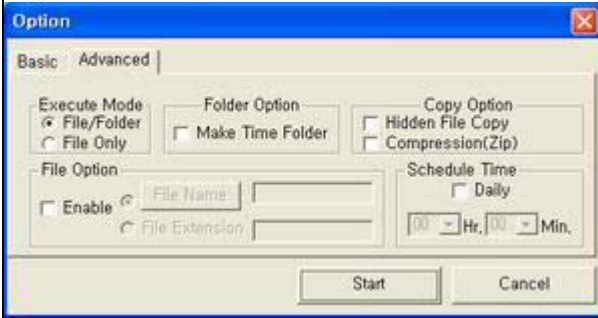 Option
Basic Advanced
Execute Mode
File/Folder
File Only
Folder Option
Make Time Folder
Copy Option
Hidden File Copy
Compression(Zip)
File Option
Enable
File Name
File Extension
Schedule Time
Daily
00 Hr, 00 Min,
Start Cancel